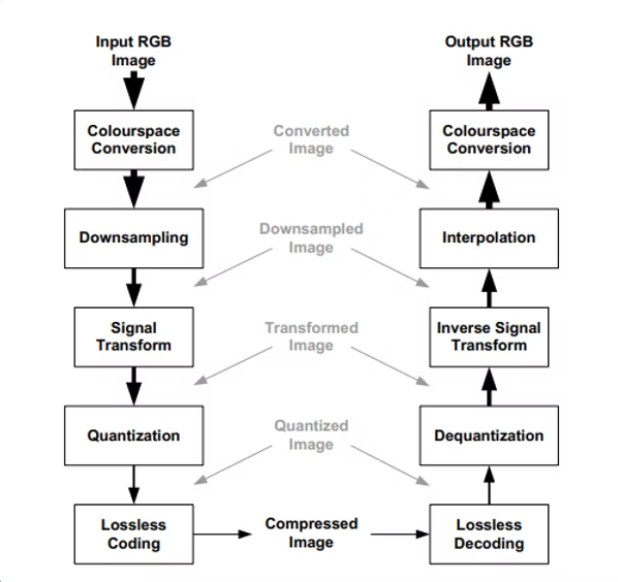 Input RGB
Image
Output RGB
Image
Colourspace
Conversion
Converted
Image
Colourspace
Conversion
Downsampling
Downsampled
Image
Interpolation
Signal
Transform
Transformed
Image
Inverse Signal
Transform
Quantization
Quantized
Image
Dequantization
Lossless
Coding
Compressed
Image
Lossless
Decoding